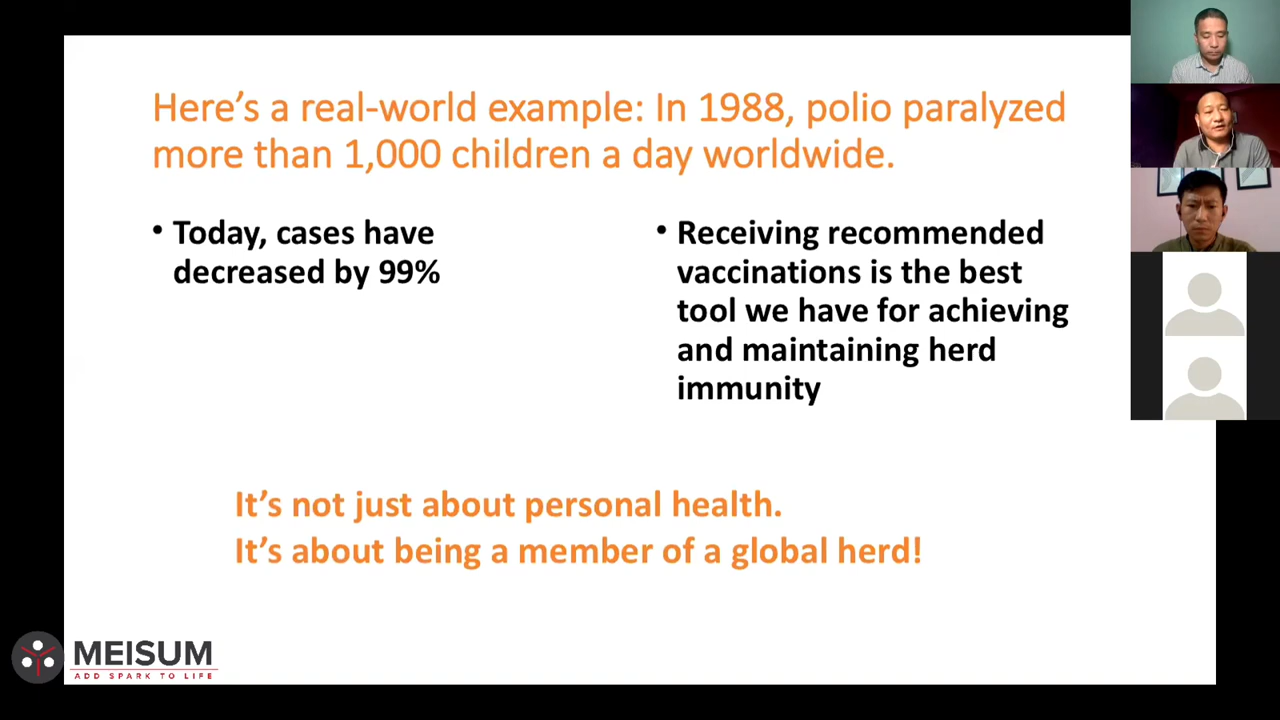 Here's a real-world example: In 1988, polio paralyzed
more than 1,000 children a day worldwide.
• Today, cases have
decreased by 99%
• Receiving recommended
vaccinations is the best
tool we have for achieving
and maintaining herd
immunity
It's not just about personal health.
It's about being a member of a global herd!
MEISUM
ADD SPARK TO LIFE